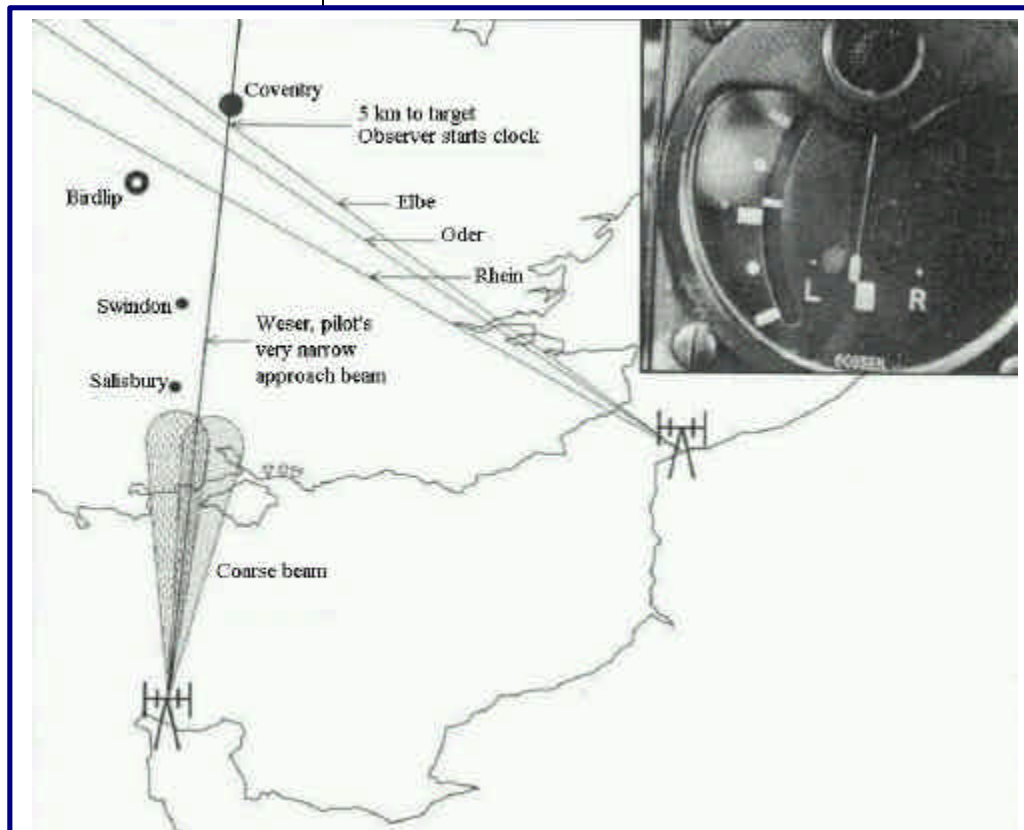 Coventry
5 km to target
Observer starts clock
Birdlip
Elbe
Oder
Rhein
Swindon
Weser, pilot's
very narrow
approach beam
Salisbury
Coarse beam
L
R